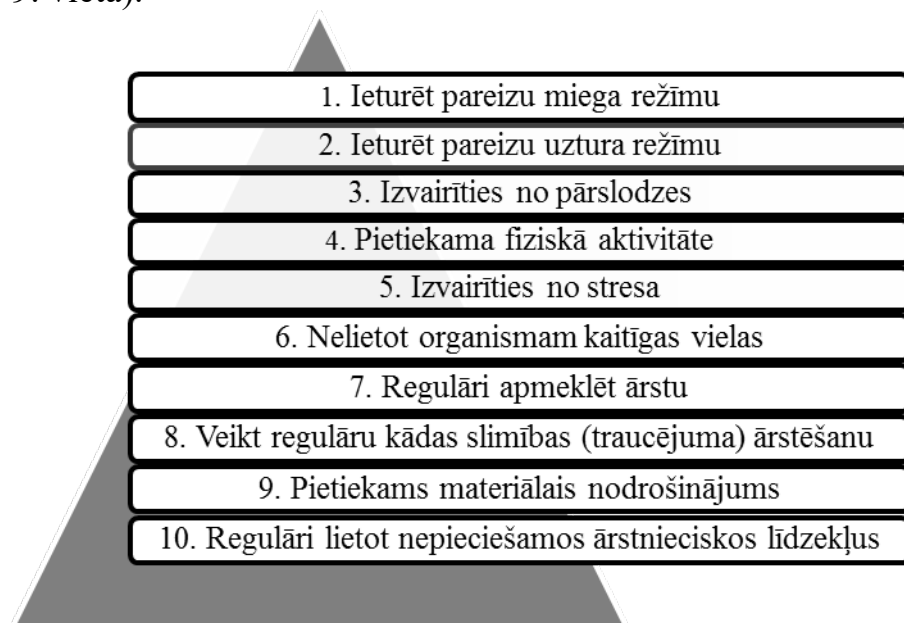 1. Ieturēt pareizu miega režīmu
2. Ieturēt pareizu uztura režīmu
3. Izvairīties no pārslodzes
4. Pietiekama fiziskā aktivitāte
5. Izvairīties no stresa
6. Nelietot organismam kaitīgas vielas
7. Regulāri apmeklēt ārstu
8. Veikt regulāru kādas slimības (traucējuma) ārstēšanu
9. Pietiekams materiālais nodrošinājums
10. Regulāri lietot nepieciešamos ārstnieciskos līdzekļus